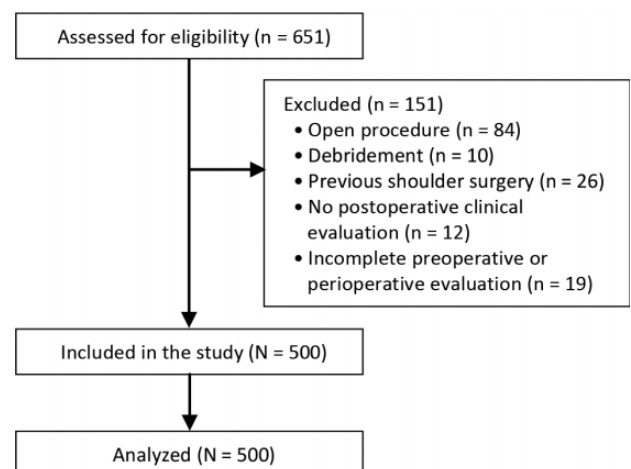 Assessed for eligibility (n = 651)
Excluded (n = 151)
• Open procedure (n = 84)
• Debridement (n = 10)
• Previous shoulder surgery (n = 26)
• No postoperative clinical
evaluation (n = 12)
• Incomplete preoperative or
perioperative evaluation (n = 19)
Included in the study (N = 500)
Analyzed (N = 500)